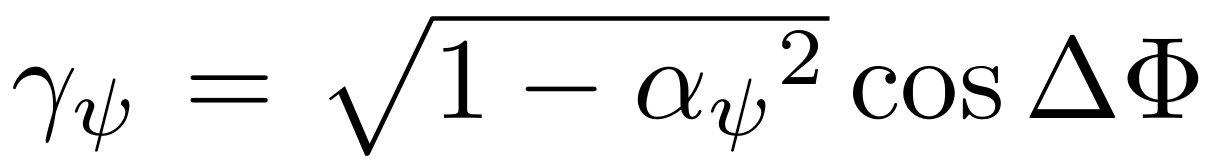 γ_ψ = √(1 − α_ψ²) cos ΔΦ